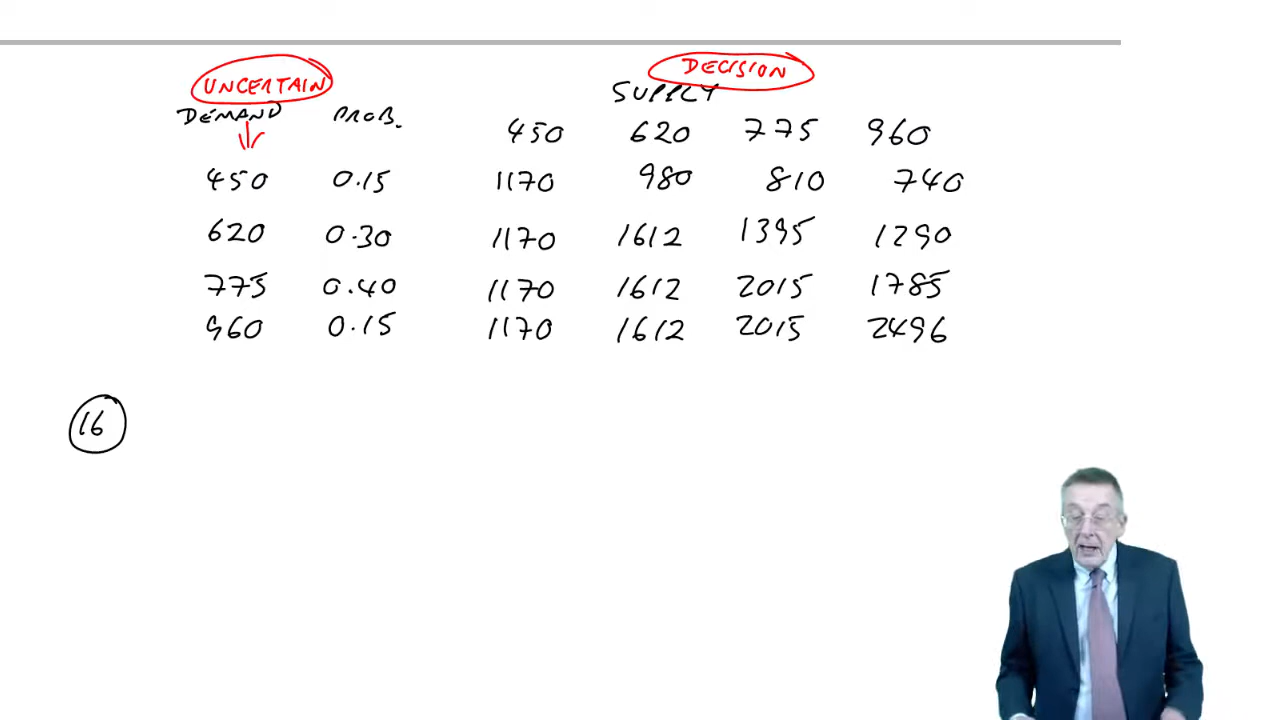 UNCERTAIN DECISION
DEMAND PROB. SUPPLY
450 620 775 960
450 0.15 1170 980 810 740
620 0.30 1170 1612 1395 1290
775 0.40 1170 1612 2015 1785
960 0.15 1170 1612 2015 2496
16